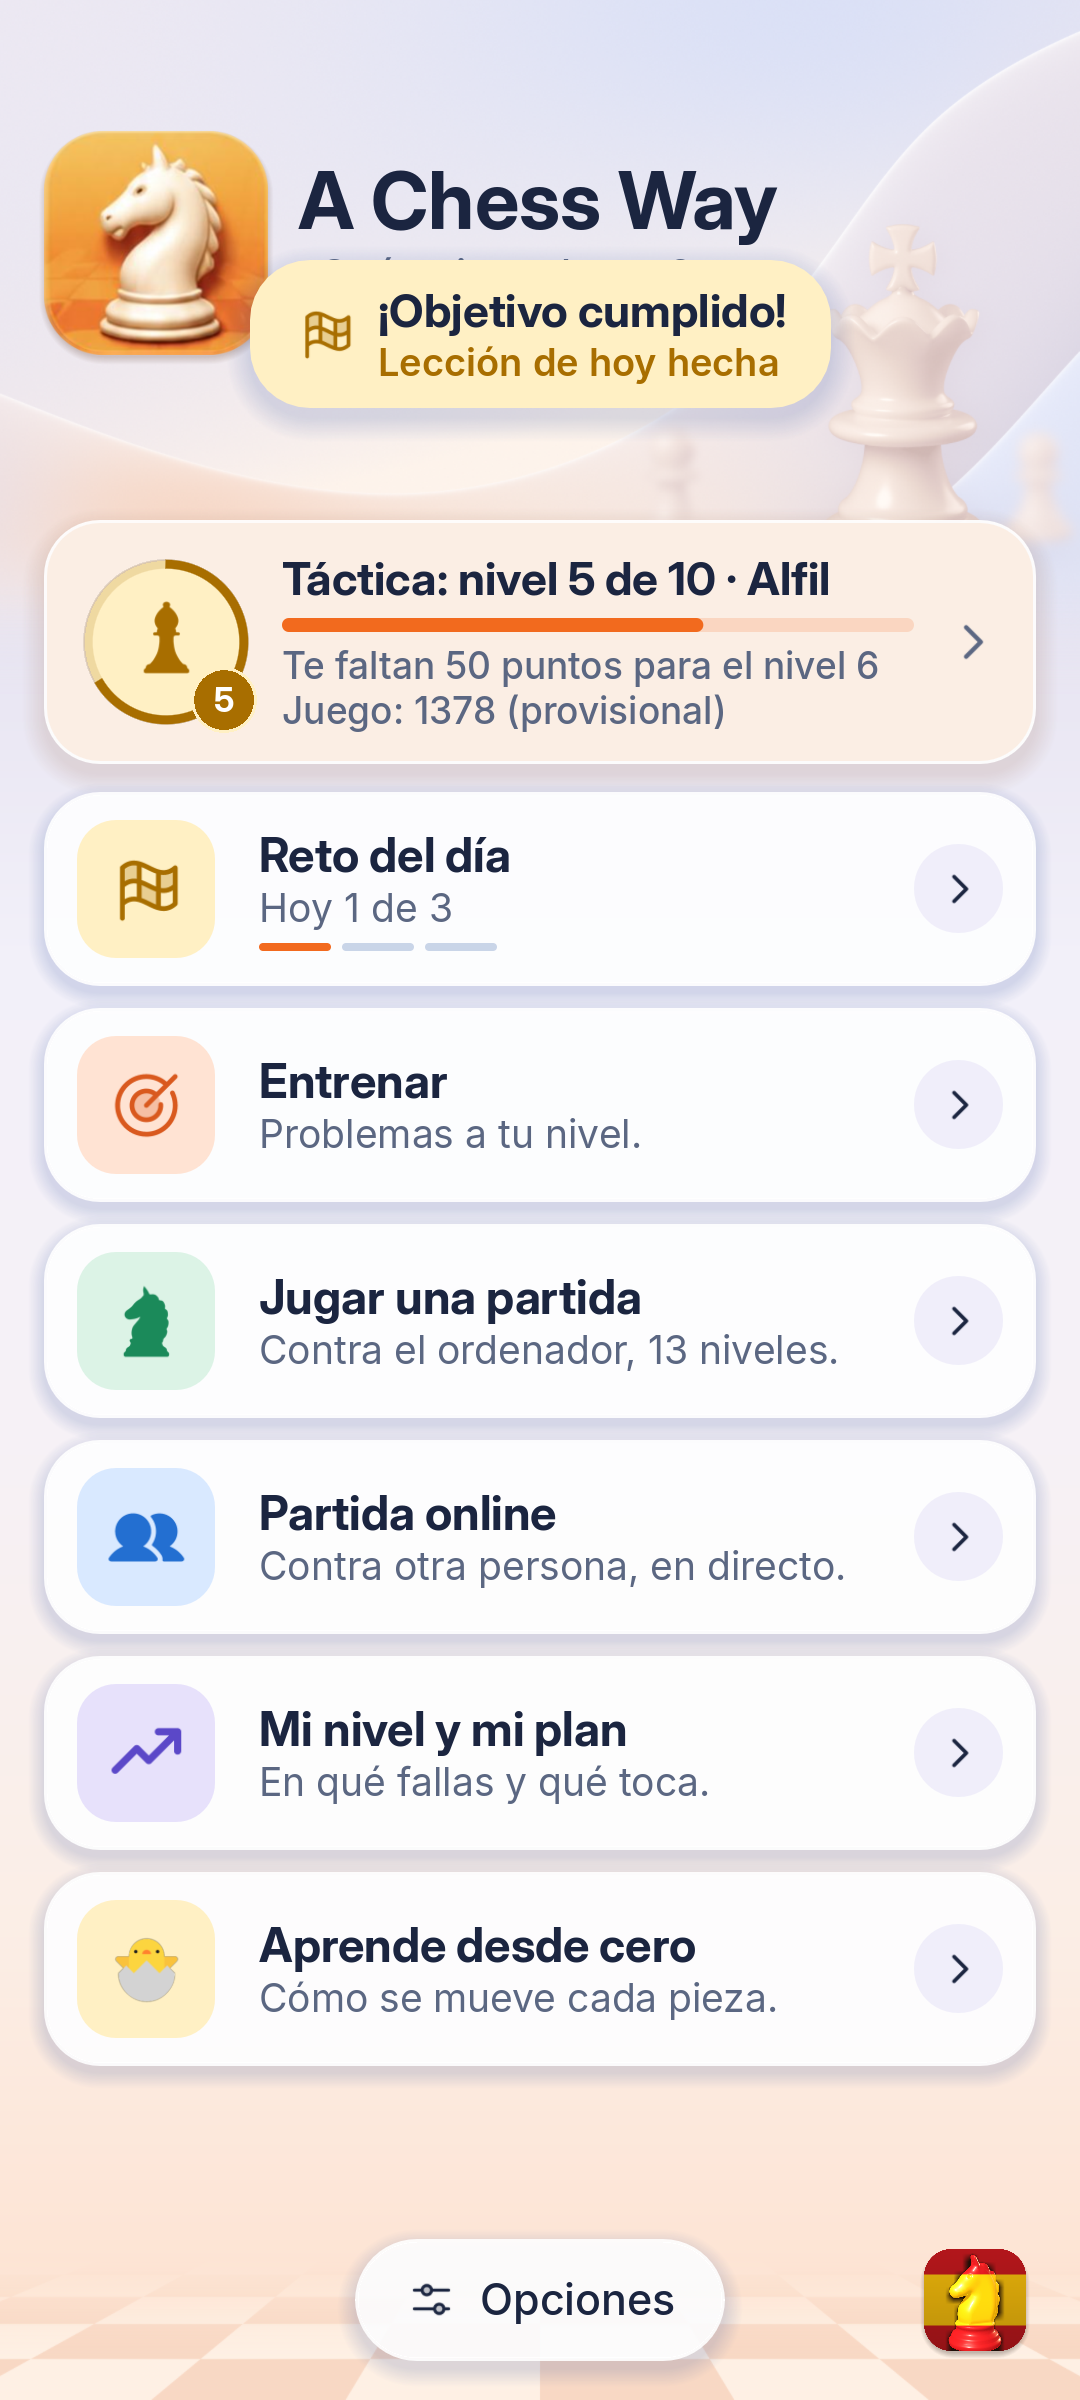 A Chess Way
¡Objetivo cumplido!
Lección de hoy hecha
Táctica: nivel 5 de 10 · Alfil
5
Te faltan 50 puntos para el nivel 6
Juego: 1378 (provisional)
Reto del día
Hoy 1 de 3
Entrenar
Problemas a tu nivel.
Jugar una partida
Contra el ordenador, 13 niveles.
Partida online
Contra otra persona, en directo.
Mi nivel y mi plan
En qué fallas y qué toca.
Aprende desde cero
Cómo se mueve cada pieza.
Opciones